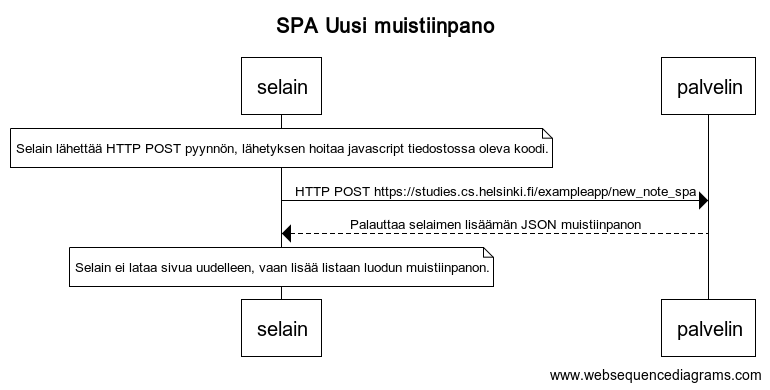 SPA Uusi muistiinpano
selain
palvelin
Selain lähettää HTTP POST pyynnön, lähetyksen hoitaa javascript tiedostossa oleva koodi.
HTTP POST https://studies.cs.helsinki.fi/exampleapp/new_note_spa
Palauttaa selaimen lisäämän JSON muistiinpanon
Selain ei lataa sivua uudelleen, vaan lisää listaan luodun muistiinpanon.
selain
palvelin
www.websequencediagrams.com